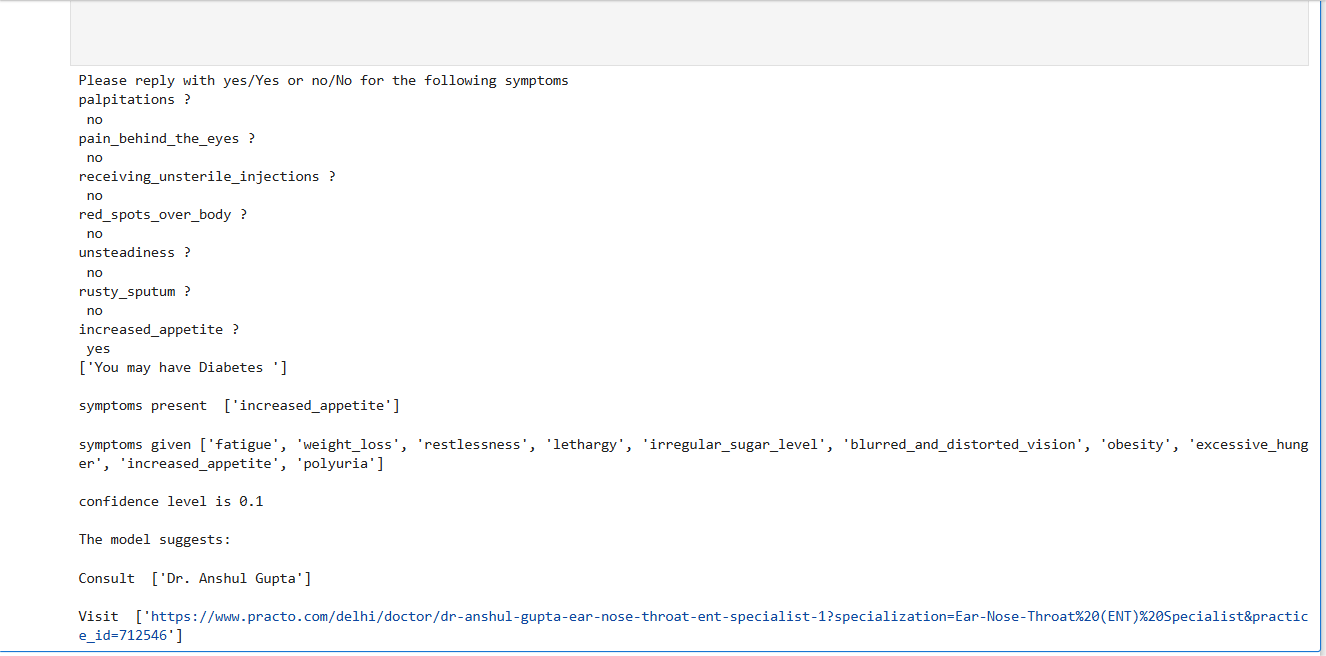 Please reply with yes/Yes or no/No for the following symptoms
palpitations ?
no
pain_behind_the_eyes ?
no
receiving_unsterile_injections ?
no
red_spots_over_body ?
no
unsteadiness ?
no
rusty_sputum ?
no
increased_appetite ?
yes
['You may have Diabetes ']
symptoms present  ['increased_appetite']
symptoms given ['fatigue', 'weight_loss', 'restlessness', 'lethargy', 'irregular_sugar_level', 'blurred_and_distorted_vision', 'obesity', 'excessive_hung
er', 'increased_appetite', 'polyuria']
confidence level is 0.1
The model suggests:
Consult  ['Dr. Anshul Gupta']
Visit  ['https://www.practo.com/delhi/doctor/dr-anshul-gupta-ear-nose-throat-ent-specialist-1?specialization=Ear-Nose-Throat%20(ENT)%20Specialist&practic
e_id=712546']